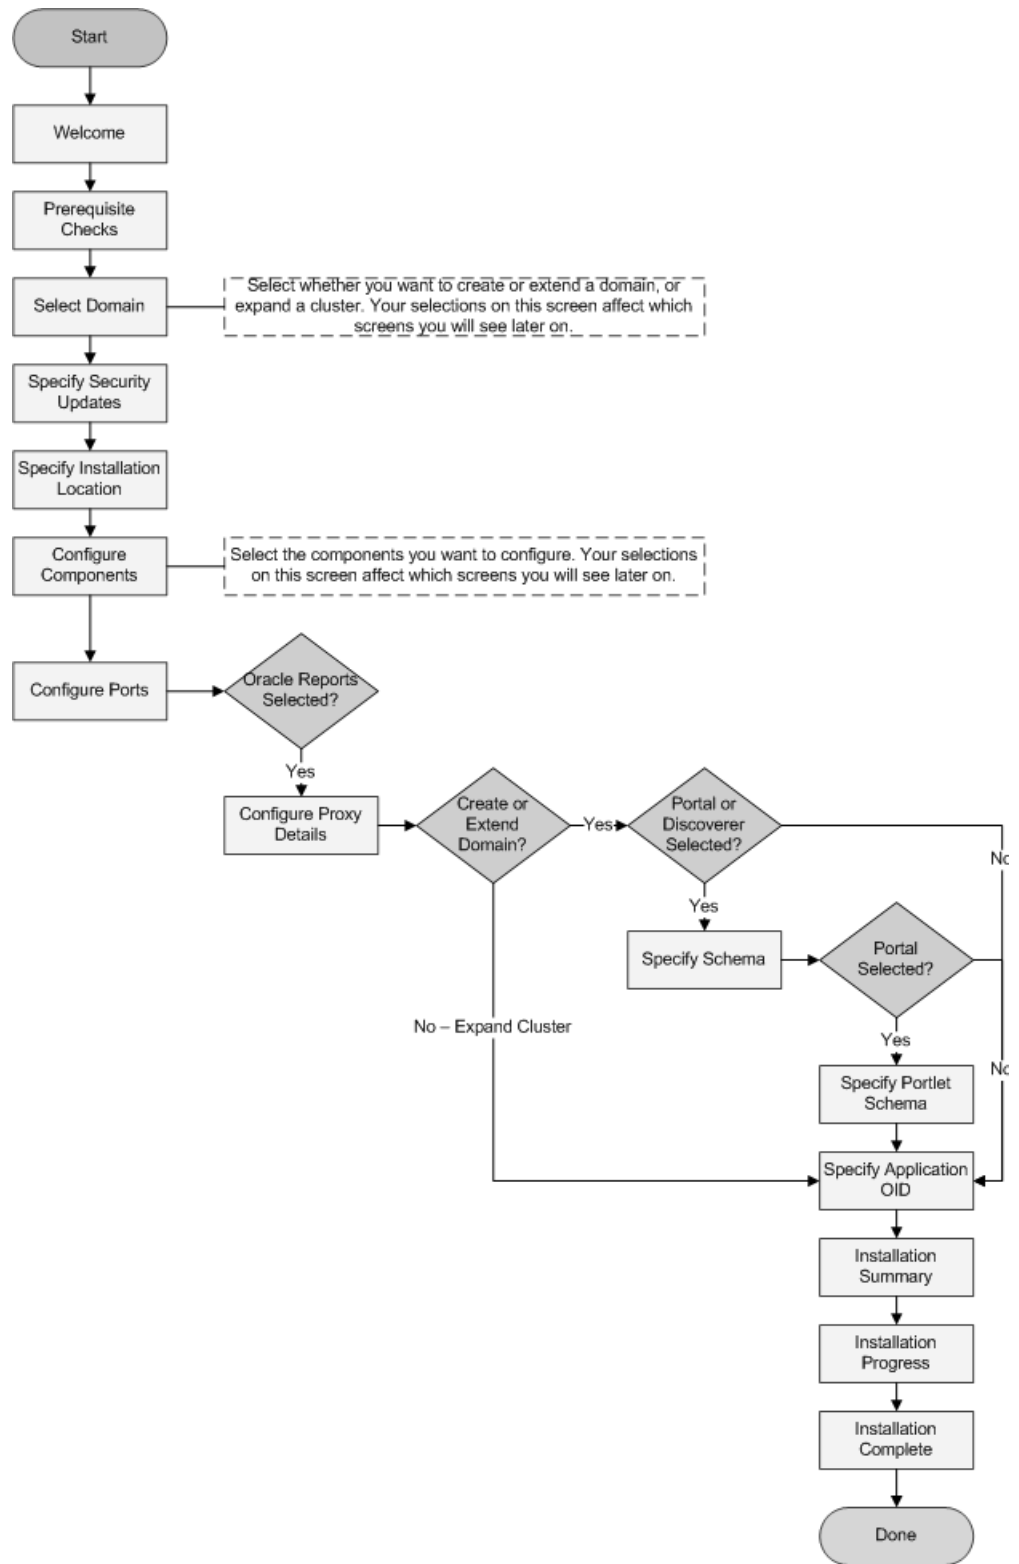 Start
Welcome
Prerequisite
Checks
Select Domain
Select whether you want to create or extend a domain, or
expand a cluster. Your selections on this screen affect which
screens you will see later on.
Specify Security
Updates
Specify Installation
Location
Configure
Components
Select the components you want to configure. Your selections
on this screen affect which screens you will see later on.
Configure Ports
Oracle Reports
Selected?
Yes
Configure Proxy
Details
Create or
Extend
Domain?
Yes
Portal or
Discoverer
Selected?
No
Yes
Specify Schema
Portal
Selected?
No – Expand Cluster
Yes
No
Specify Portlet
Schema
Specify Application
OID
Installation
Summary
Installation
Progress
Installation
Complete
Done